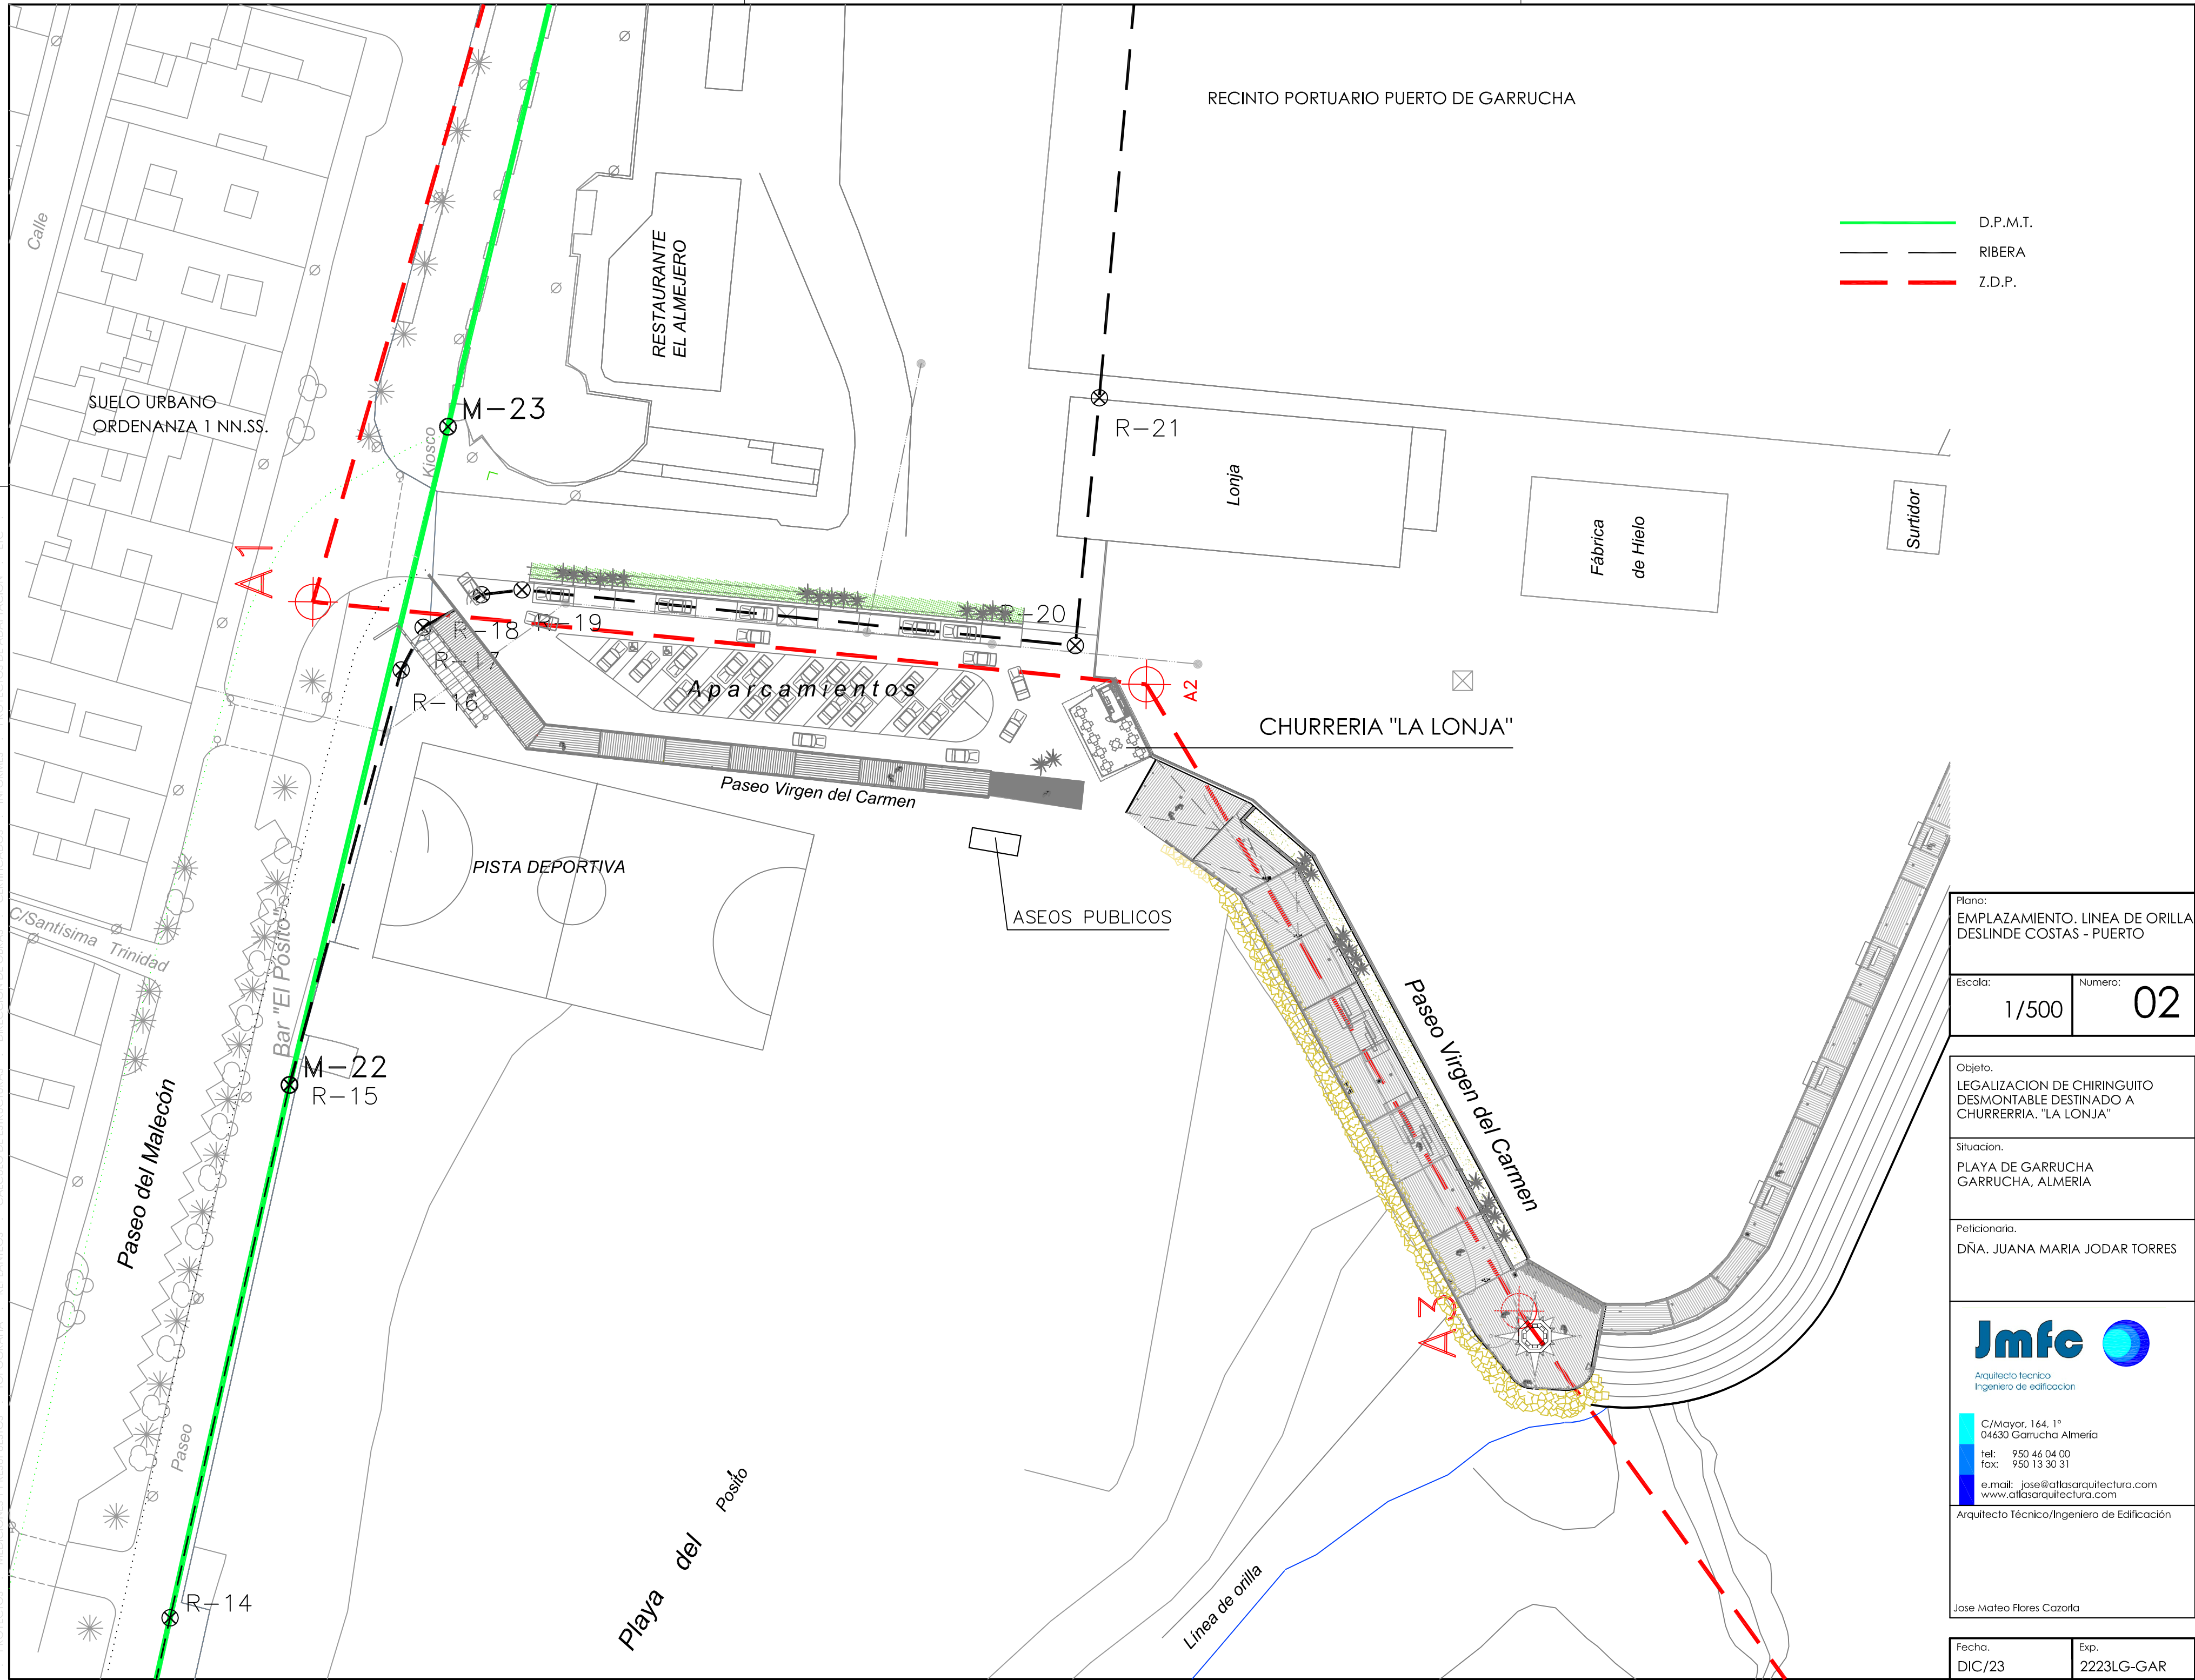 RECINTO PORTUARIO PUERTO DE GARRUCHA
D.P.M.T.
RIBERA
Z.D.P.
Calle
RESTAURANTE
EL ALMEJERO
SUELO URBANO
ORDENANZA 1 NN.SS.
M-23
Kiosco
R-21
Lonja
Fábrica
de Hielo
Surtidor
A1
R-18
R-19
R-20
R-17
R-16
Aparcamientos
A2
CHURRERIA "LA LONJA"
Paseo Virgen del Carmen
PISTA DEPORTIVA
ASEOS PUBLICOS
C/Santisima Trinidad
Bar "El Posito"
M-22
R-15
Paseo del Malecón
Paseo Virgen del Carmen
A3
Paseo
R-14
Playa del Posito
Línea de orilla
Plano:
EMPLAZAMIENTO. LINEA DE ORILLA
DESLINDE COSTAS - PUERTO
Escala:
1/500
Numero:
02
Objeto.
LEGALIZACION DE CHIRINGUITO
DESMONTABLE DESTINADO A
CHURRERRIA. "LA LONJA"
Situacion.
PLAYA DE GARRUCHA
GARRUCHA, ALMERIA
Peticionaria.
DÑA. JUANA MARIA JODAR TORRES
Jmfc
Arquitecto tecnico
Ingeniero de edificacion
C/Mayor, 164, 1º
04630 Garrucha Almeria
tel: 950 46 04 00
fax: 950 13 30 31
e.mail: jose@atlasarquitectura.com
www.atlasarquitectura.com
Arquitecto Técnico/Ingeniero de Edificación
Jose Mateo Flores Cazorla
Fecha.
DIC/23
Exp.
2223LG-GAR